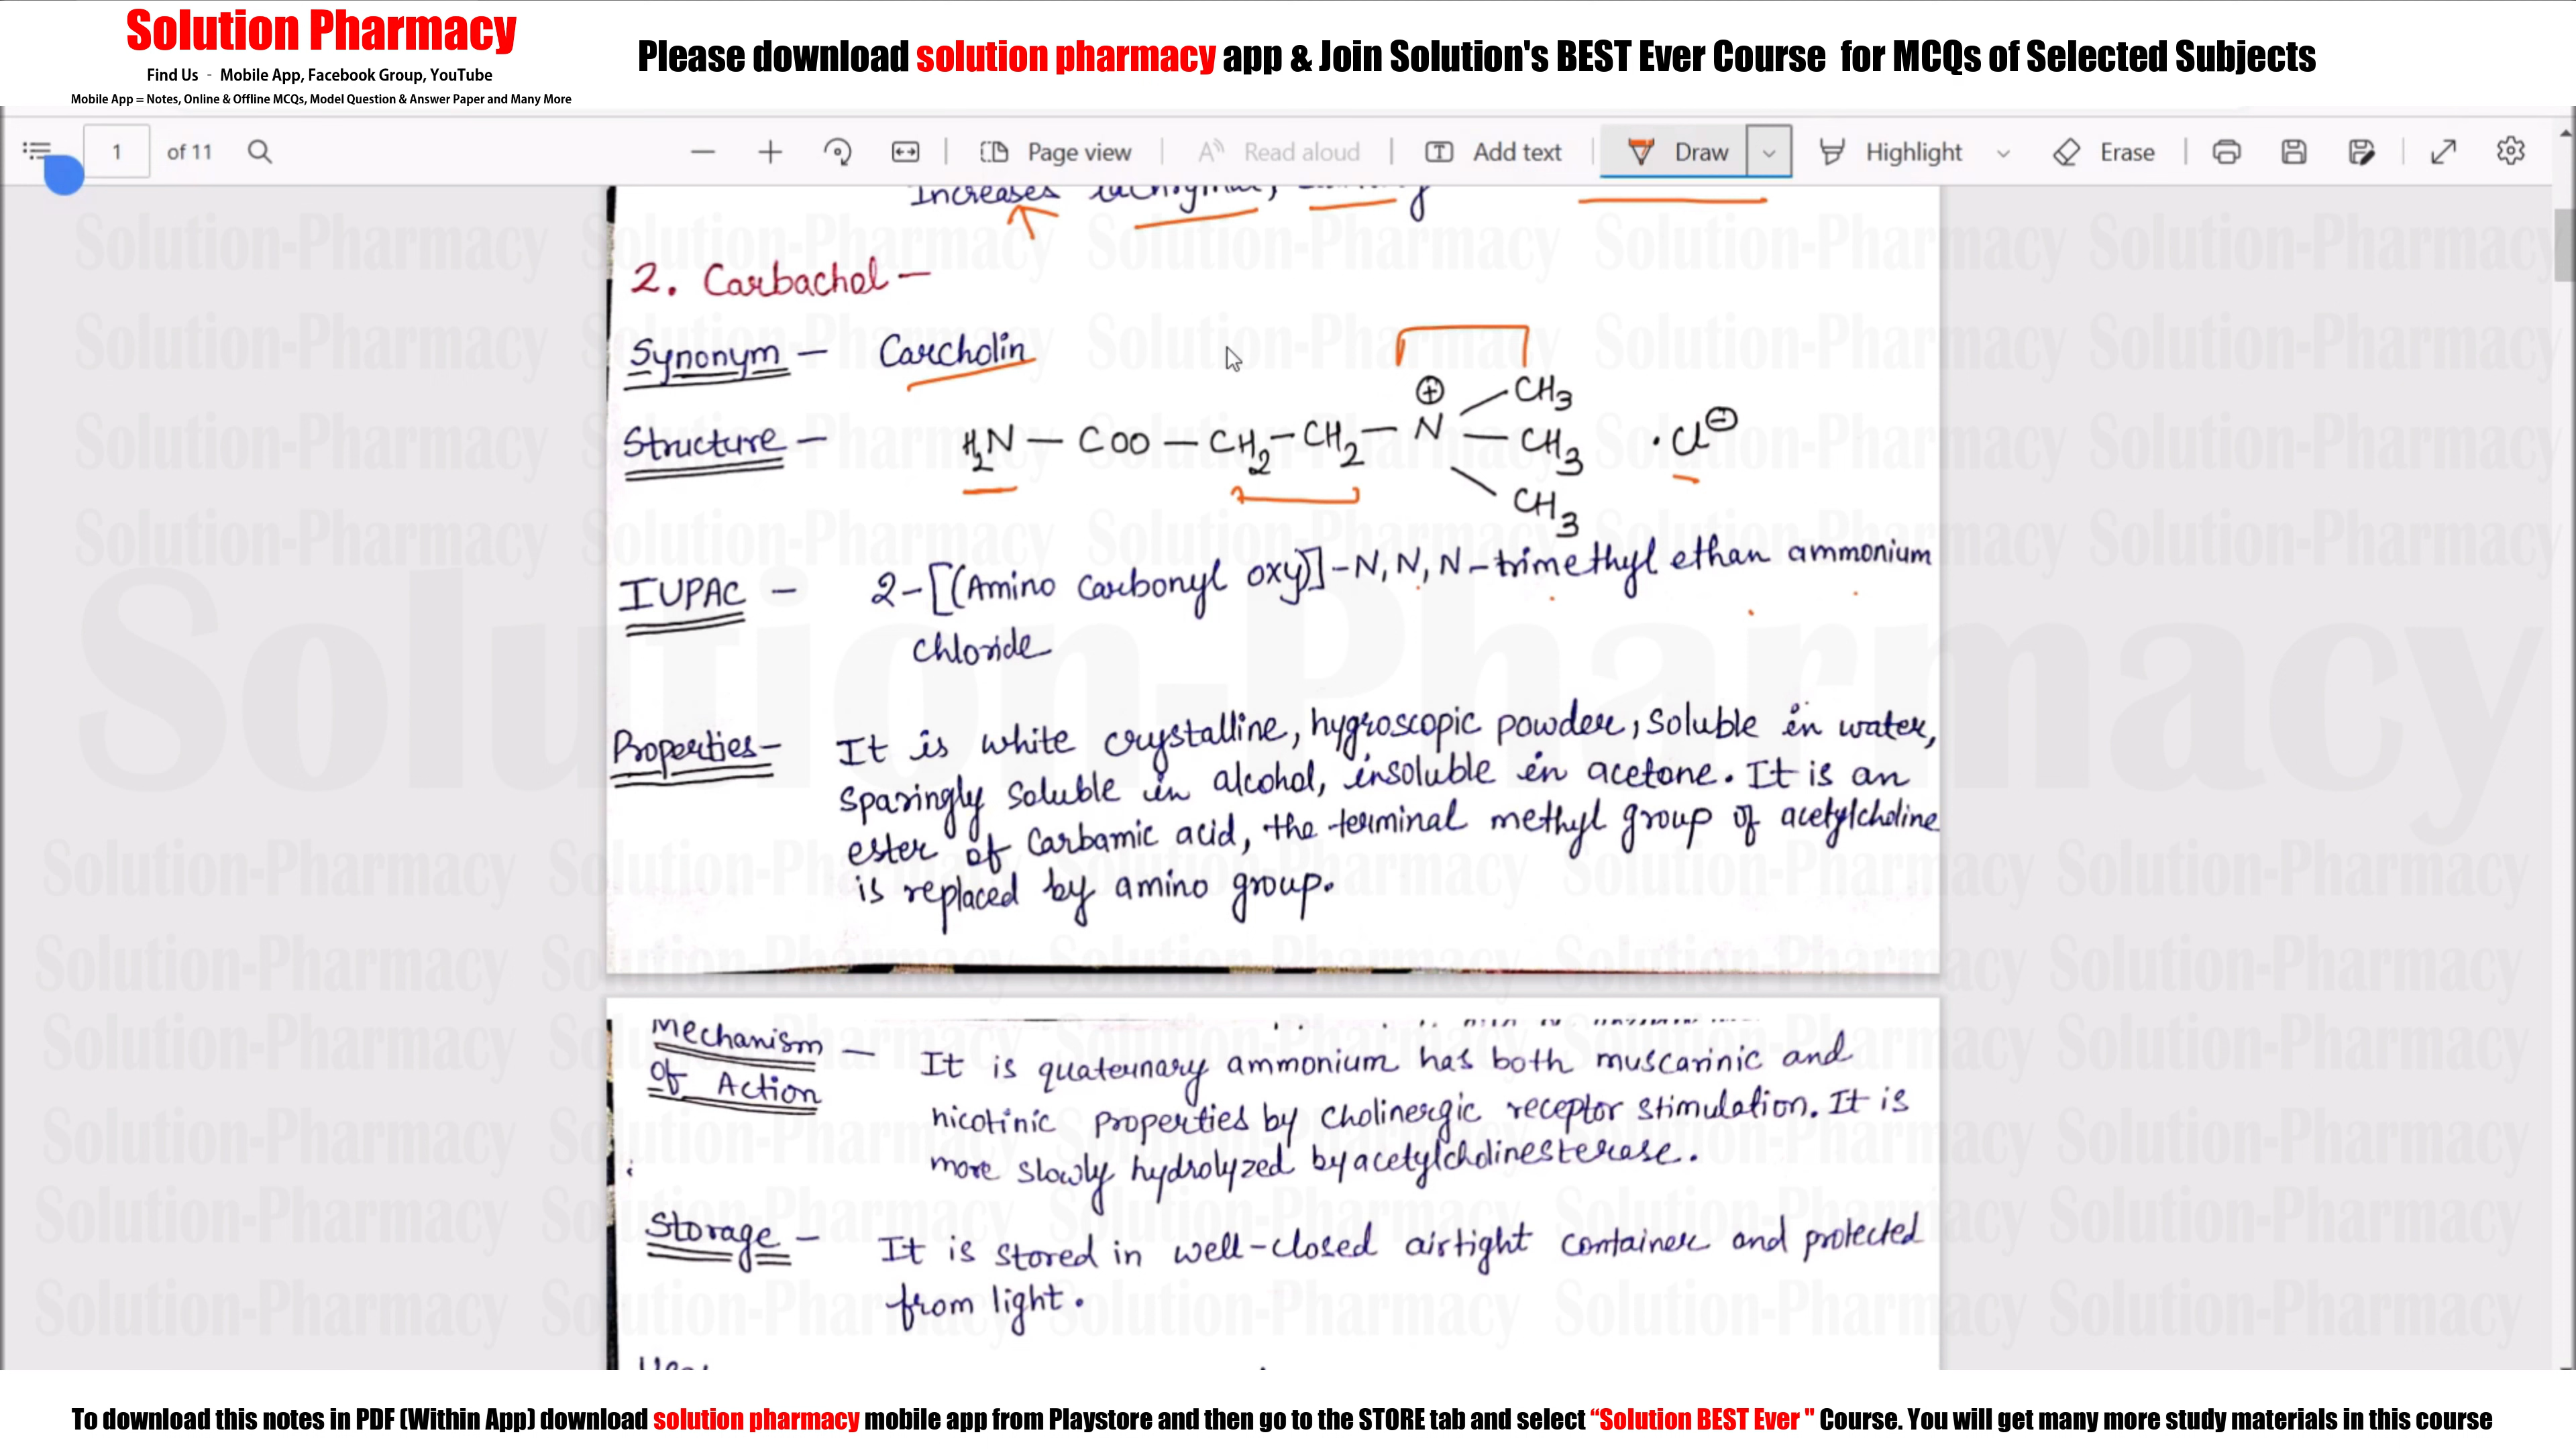 Solution Pharmacy
Find Us - Mobile App, Facebook Group, YouTube
Mobile App = Notes, Online & Offline MCQs, Model Question & Answer Paper and Many More
Please download solution pharmacy app & Join Solution's BEST Ever Course for MCQs of Selected Subjects
1 of 11
Page view
Read aloud
Add text
Draw
Highlight
Erase
Increases
2. Carbachol –
Synonym – Carcholin
Structure – H2N – COO – CH2 – CH2 – N ⊕ – CH3
CH3
CH3
. Cl ⊖
IUPAC – 2-[(Amino Carbonyl oxy)]-N, N, N-trimethyl ethan ammonium
chloride
Properties – It is white crystalline, hygroscopic powder, soluble in water,
sparingly soluble in alcohol, insoluble in acetone. It is an
ester of Carbamic acid, the terminal methyl group of acetylcholine
is replaced by amino group.
Mechanism
of Action – It is quaternary ammonium has both muscarinic and
nicotinic properties by Cholinergic receptor stimulation. It is
more slowly hydrolyzed by acetylcholinesterase.
Storage – It is stored in well-closed airtight container and protected
from light.
To download this notes in PDF (Within App) download solution pharmacy mobile app from Playstore and then go to the STORE tab and select “Solution BEST Ever " Course. You will get many more study materials in this course
Solution-Pharmacy